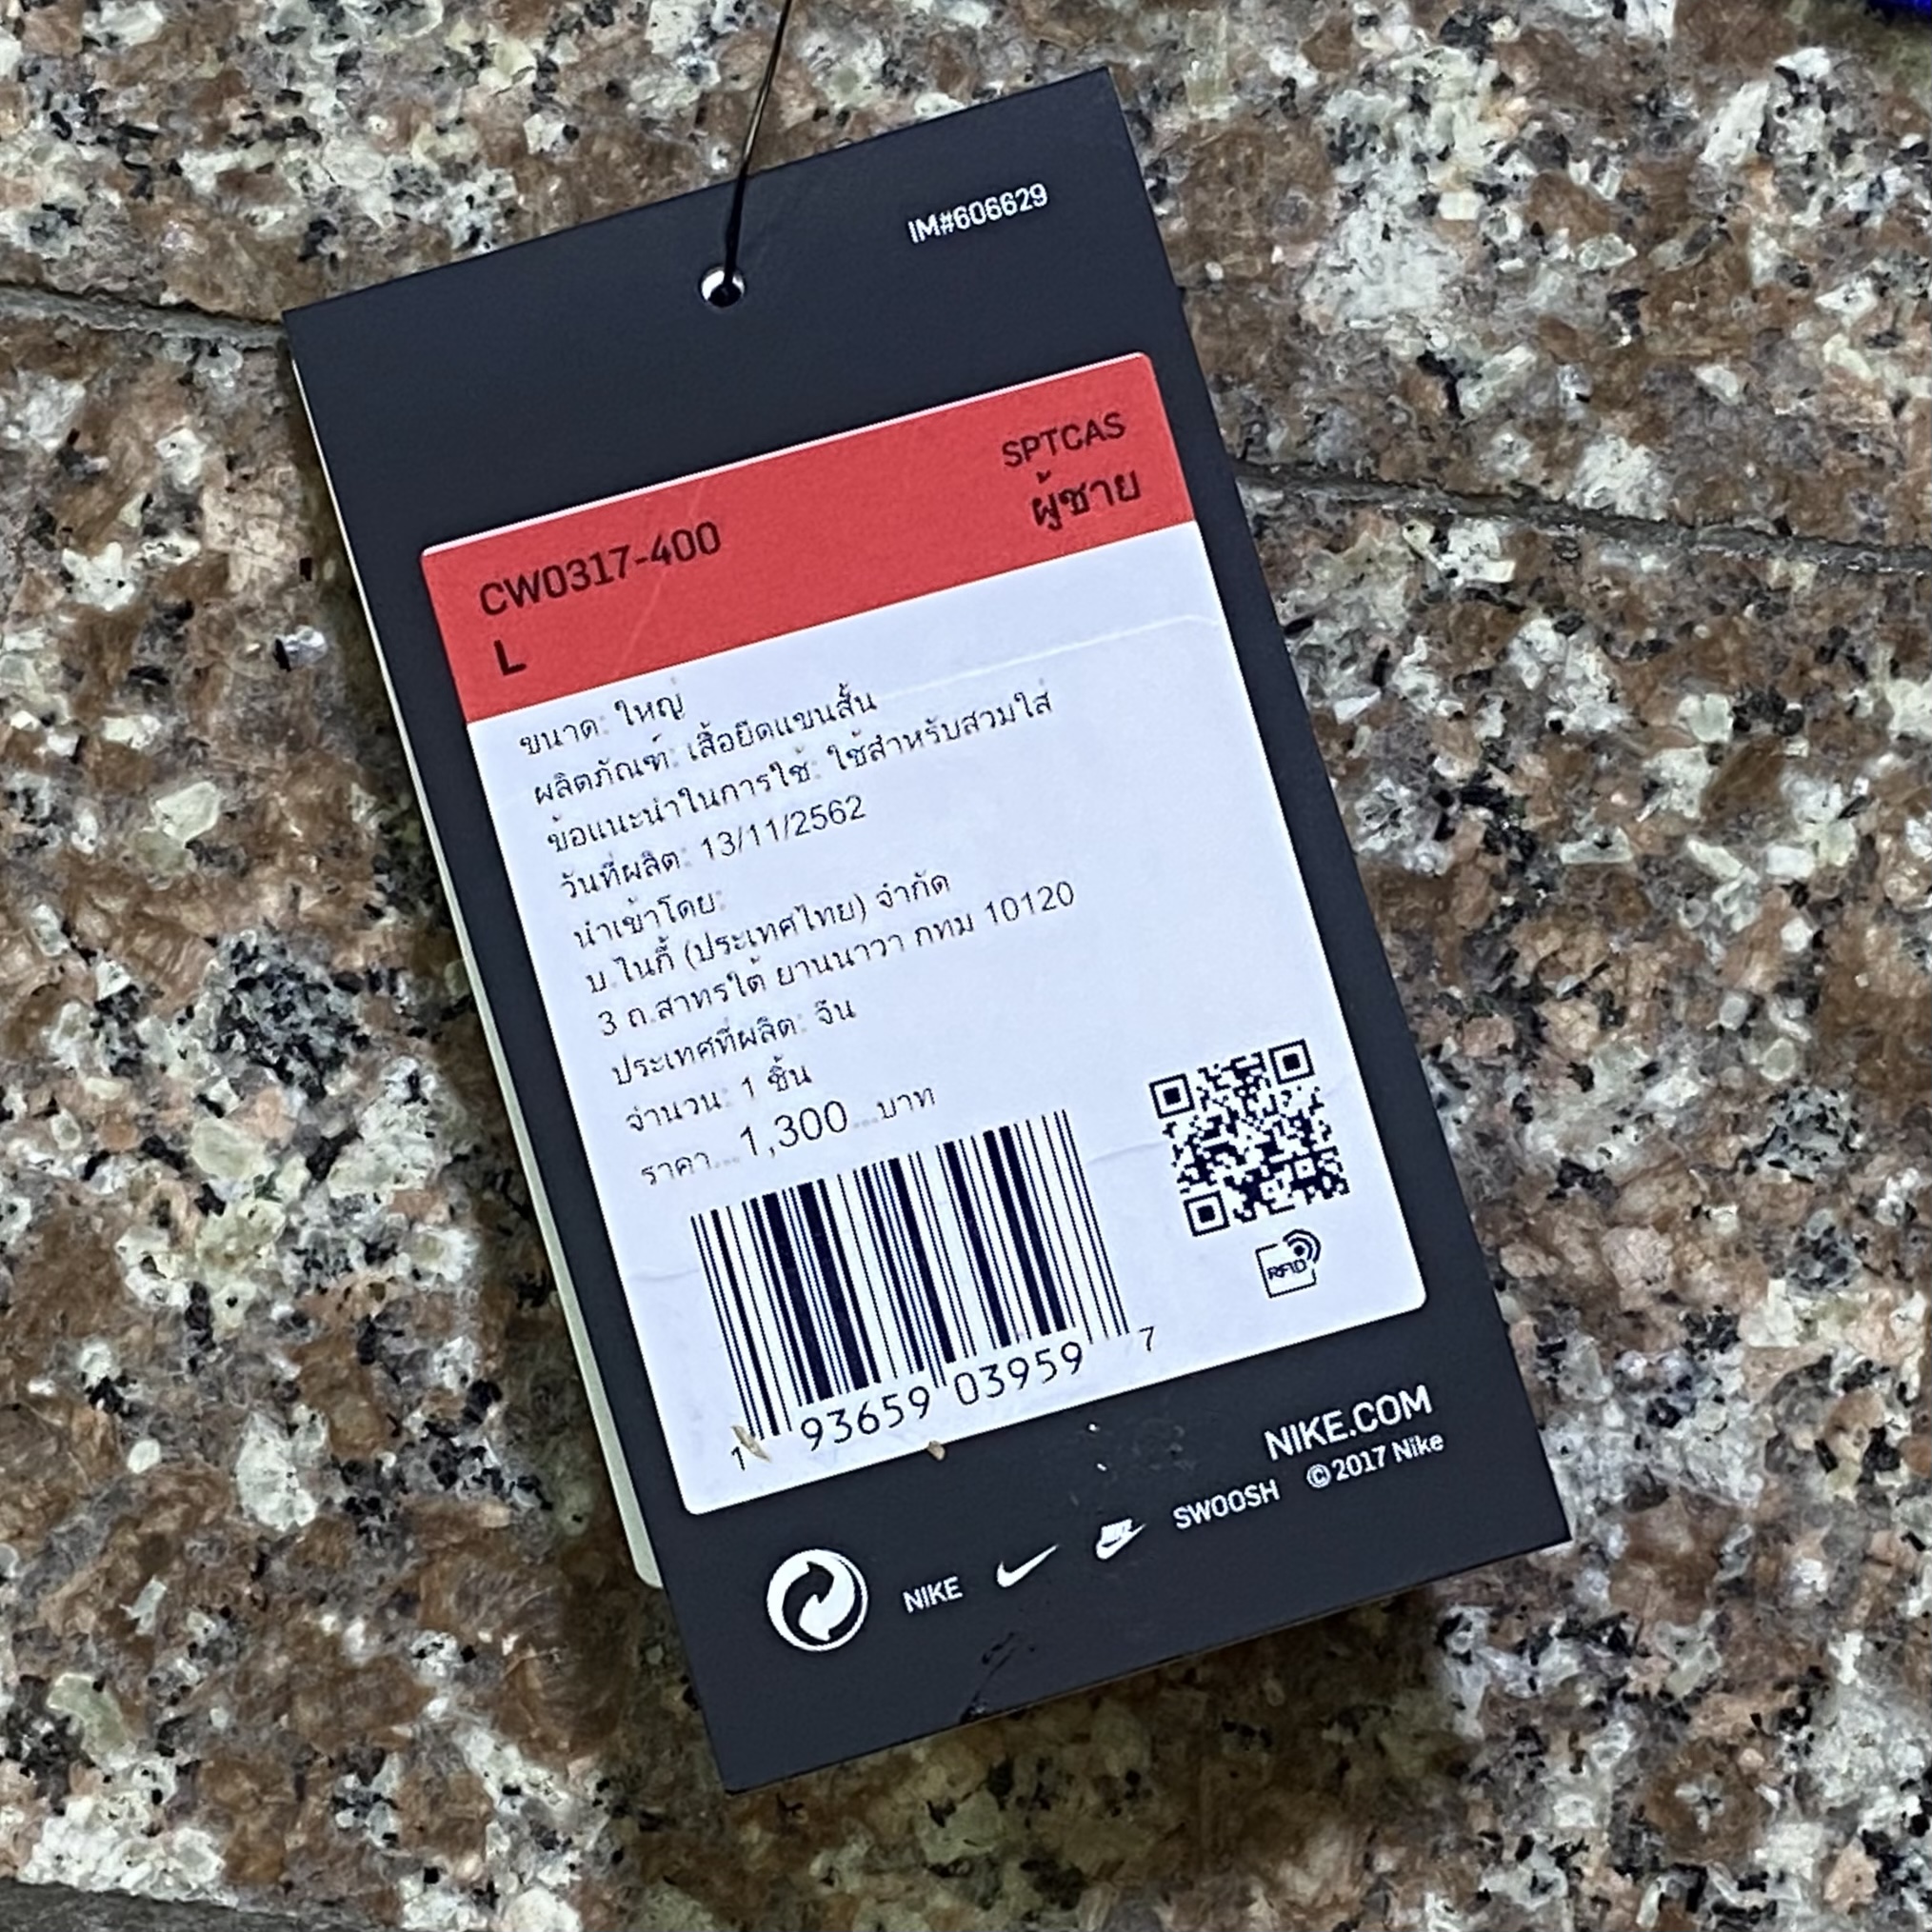 IM#606629
SPTCAS
CW0317-400 ผู้ชาย
L
ขนาด: ใหญ่
ผลิตภัณฑ์: เสื้อยืดแขนสั้น
ข้อแนะนำในการใช้: ใช้สำหรับสวมใส่
วันที่ผลิต: 13/11/2562
นำเข้าโดย:
บ.ไนกี้ (ประเทศไทย) จำกัด
3 ถ.สาทรใต้ ยานนาวา กทม 10120
ประเทศที่ผลิต: จีน
จำนวน: 1 ชิ้น
ราคา....1,300....บาท
RFID
1 93659 03959 7
NIKE.COM
NIKE NIKE SWOOSH ©2017 Nike